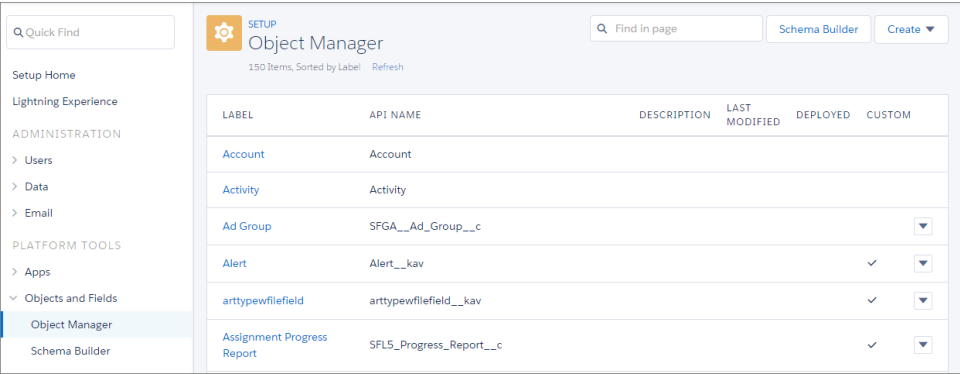 Quick Find
Setup Home
Lightning Experience
ADMINISTRATION
Users
Data
Email
PLATFORM TOOLS
Apps
Objects and Fields
Object Manager
Schema Builder
SETUP
Object Manager
150 Items, Sorted by Label Refresh
Find in page
Schema Builder
Create
LABEL API NAME DESCRIPTION LAST MODIFIED DEPLOYED CUSTOM
Account Account
Activity Activity
Ad Group SFGA__Ad_Group__c
Alert Alert__kav
arttypewfilefield arttypewfilefield__kav
Assignment Progress Report SFL5_Progress_Report__c